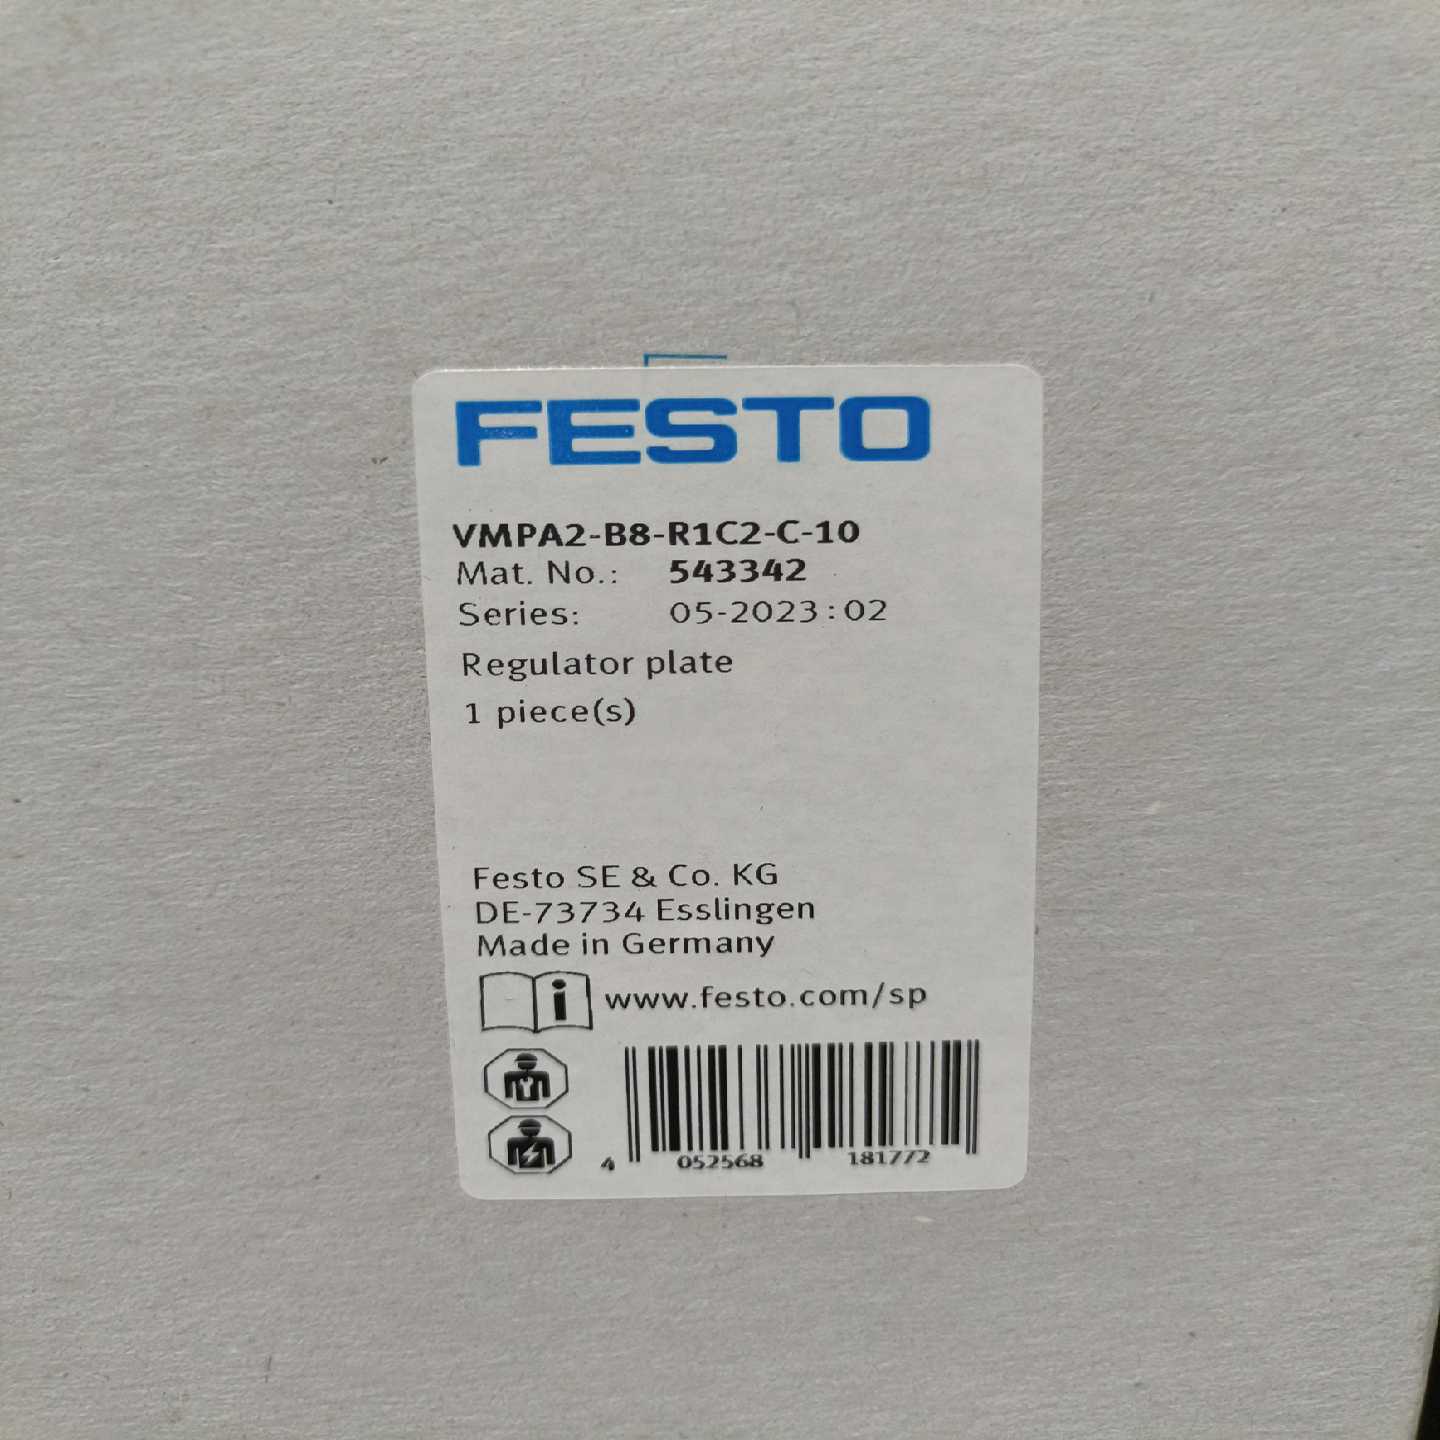 FESTO
VMPA2-B8-R1C2-C-10
Mat. No.: 543342
Series: 05-2023:02
Regulator plate
1 piece(s)
Festo SE & Co. KG
DE-73734 Esslingen
Made in Germany
i www.festo.com/sp
4 052568 181772